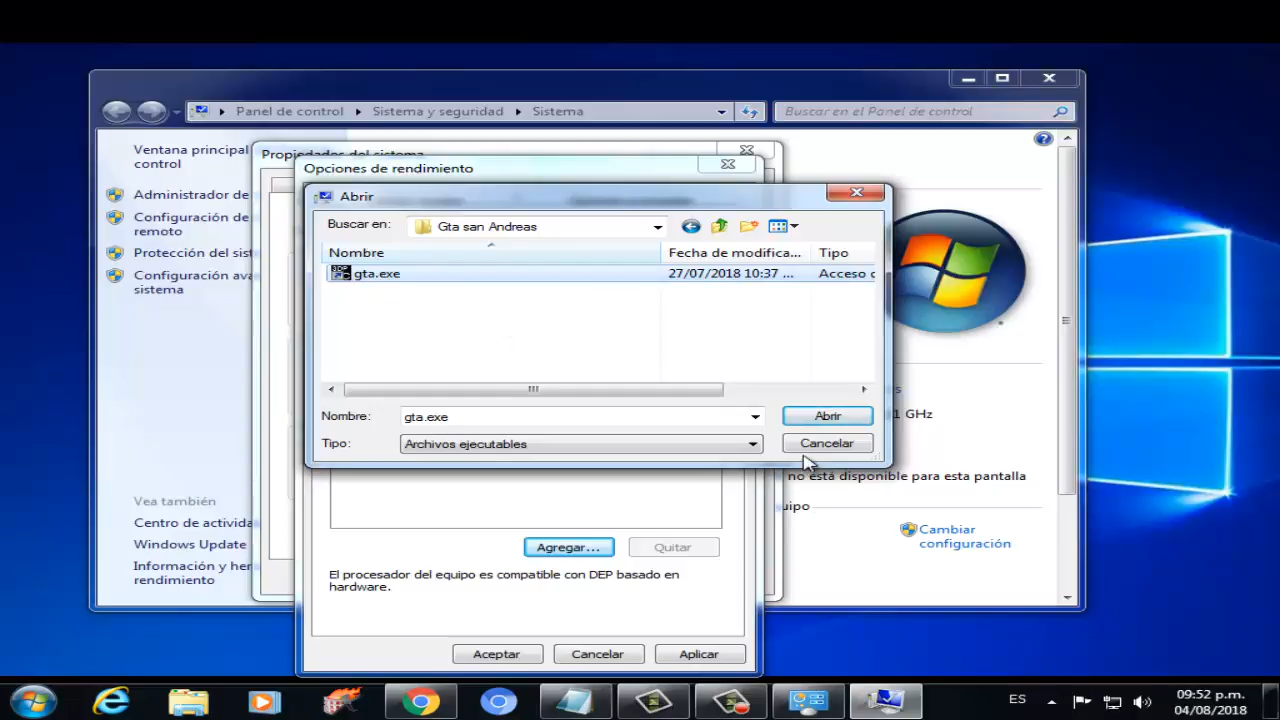 Panel de control
Sistema y seguridad
Sistema
Buscar en el Panel de control
Ventana principal
control
Administrador de
Configuración de
remoto
Protección del sist
Configuración ava
sistema
Vea también
Centro de activida
Windows Update
Información y her
rendimiento
Propiedades del sistema
Opciones de rendimiento
Abrir
Buscar en:
Gta san Andreas
Nombre
Fecha de modifica...
Tipo
gta.exe
27/07/2018 10:37 ...
Acceso
Nombre:
gta.exe
Abrir
Tipo:
Archivos ejecutables
Cancelar
1 GHz
no está disponible para esta pantalla
uipo
Cambiar
configuración
Agregar...
Quitar
El procesador del equipo es compatible con DEP basado en
hardware.
Aceptar
Cancelar
Aplicar
ES
09:52 p.m.
04/08/2018